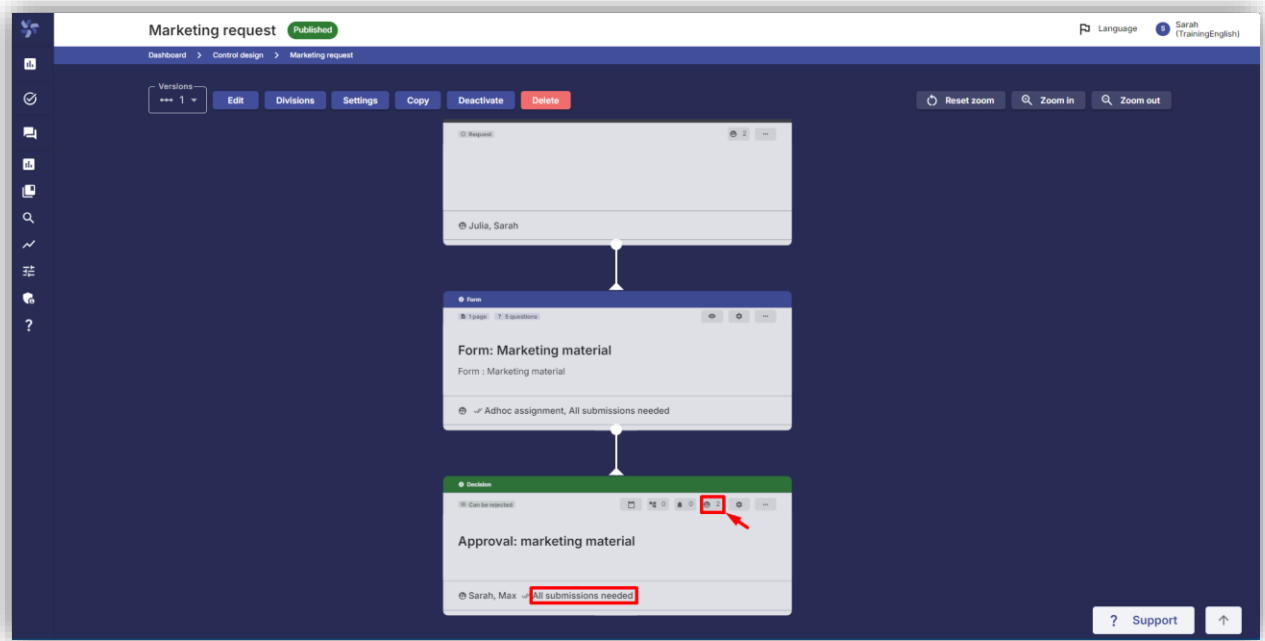 Marketing request Published
Language
S
Sarah
(TrainingEnglish)
Dashboard > Control design > Marketing request
Versions
1
Edit
Divisions
Settings
Copy
Deactivate
Delete
Reset zoom
Zoom in
Zoom out
Request
2
Julia, Sarah
Form
1 page ? 5 questions
Form: Marketing material
Form : Marketing material
Adhoc assignment, All submissions needed
Decision
Can be rejected
0 0 2
Approval: marketing material
Sarah, Max All submissions needed
? Support
?